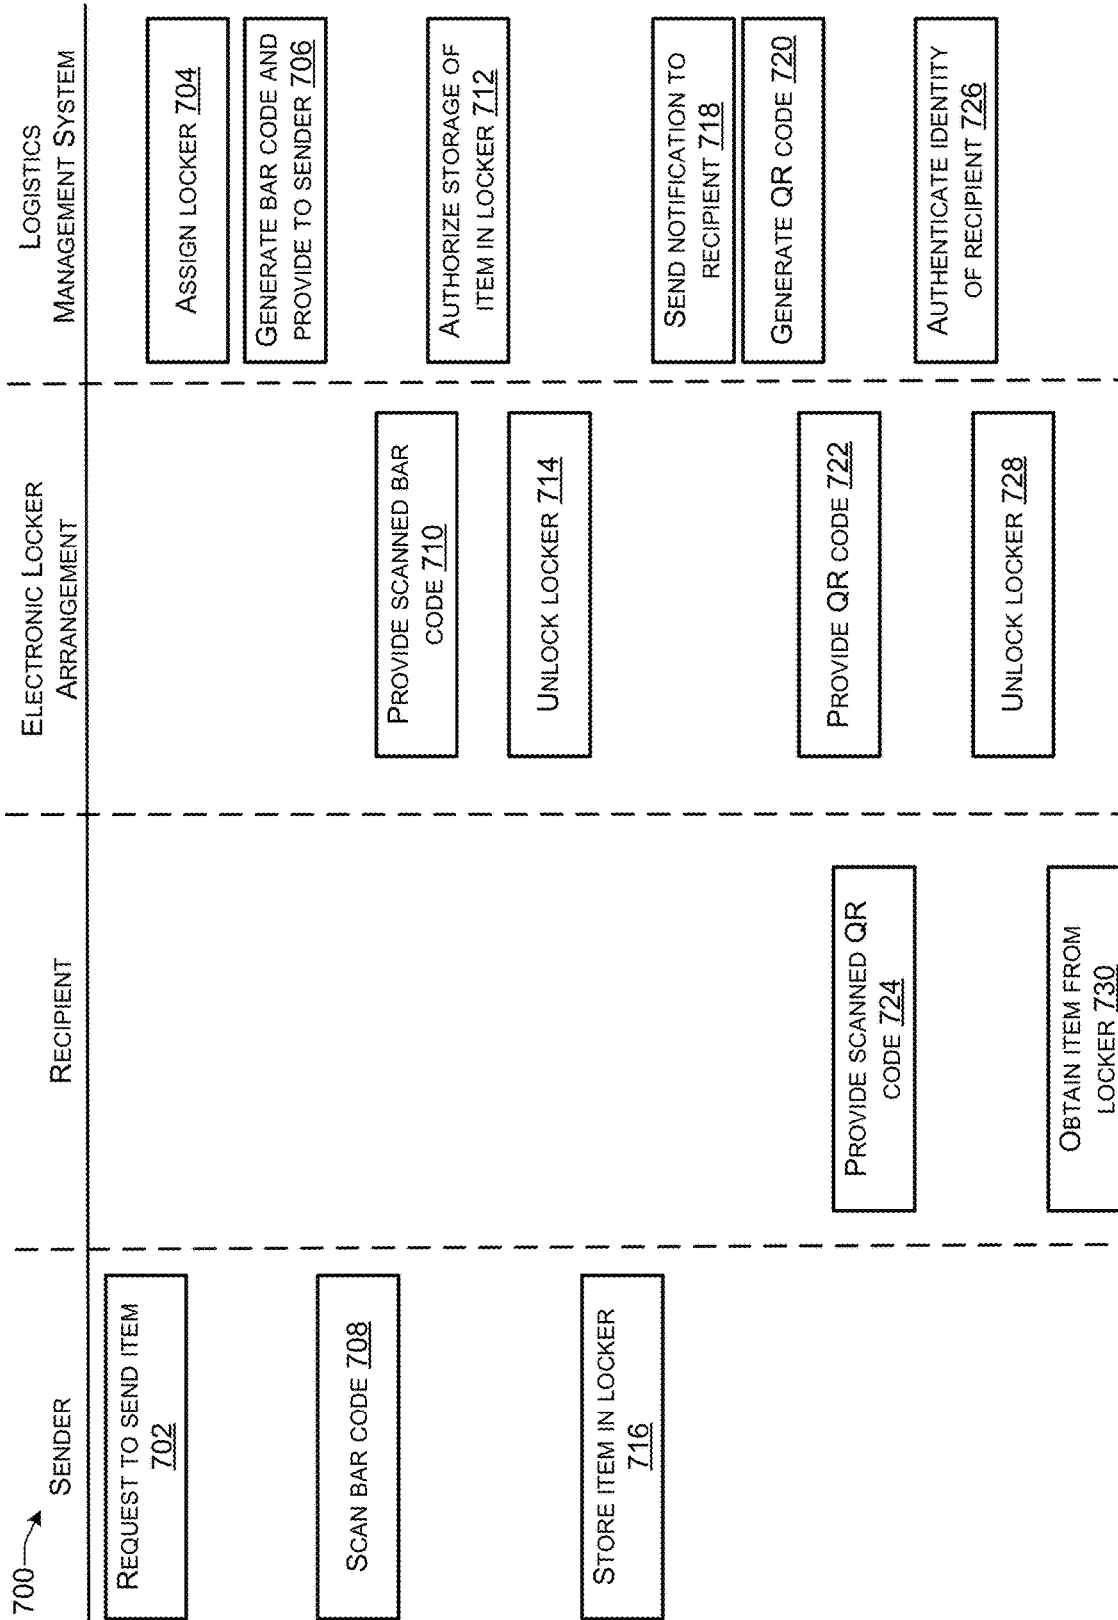 700
SENDER
RECIPIENT
ELECTRONIC LOCKER
ARRANGEMENT
LOGISTICS
MANAGEMENT SYSTEM
REQUEST TO SEND ITEM
702
ASSIGN LOCKER 704
GENERATE BAR CODE AND
PROVIDE TO SENDER 706
SCAN BAR CODE 708
PROVIDE SCANNED BAR
CODE 710
AUTHORIZE STORAGE OF
ITEM IN LOCKER 712
UNLOCK LOCKER 714
STORE ITEM IN LOCKER
716
SEND NOTIFICATION TO
RECIPIENT 718
GENERATE QR CODE 720
PROVIDE QR CODE 722
PROVIDE SCANNED QR
CODE 724
AUTHENTICATE IDENTITY
OF RECIPIENT 726
UNLOCK LOCKER 728
OBTAIN ITEM FROM
LOCKER 730